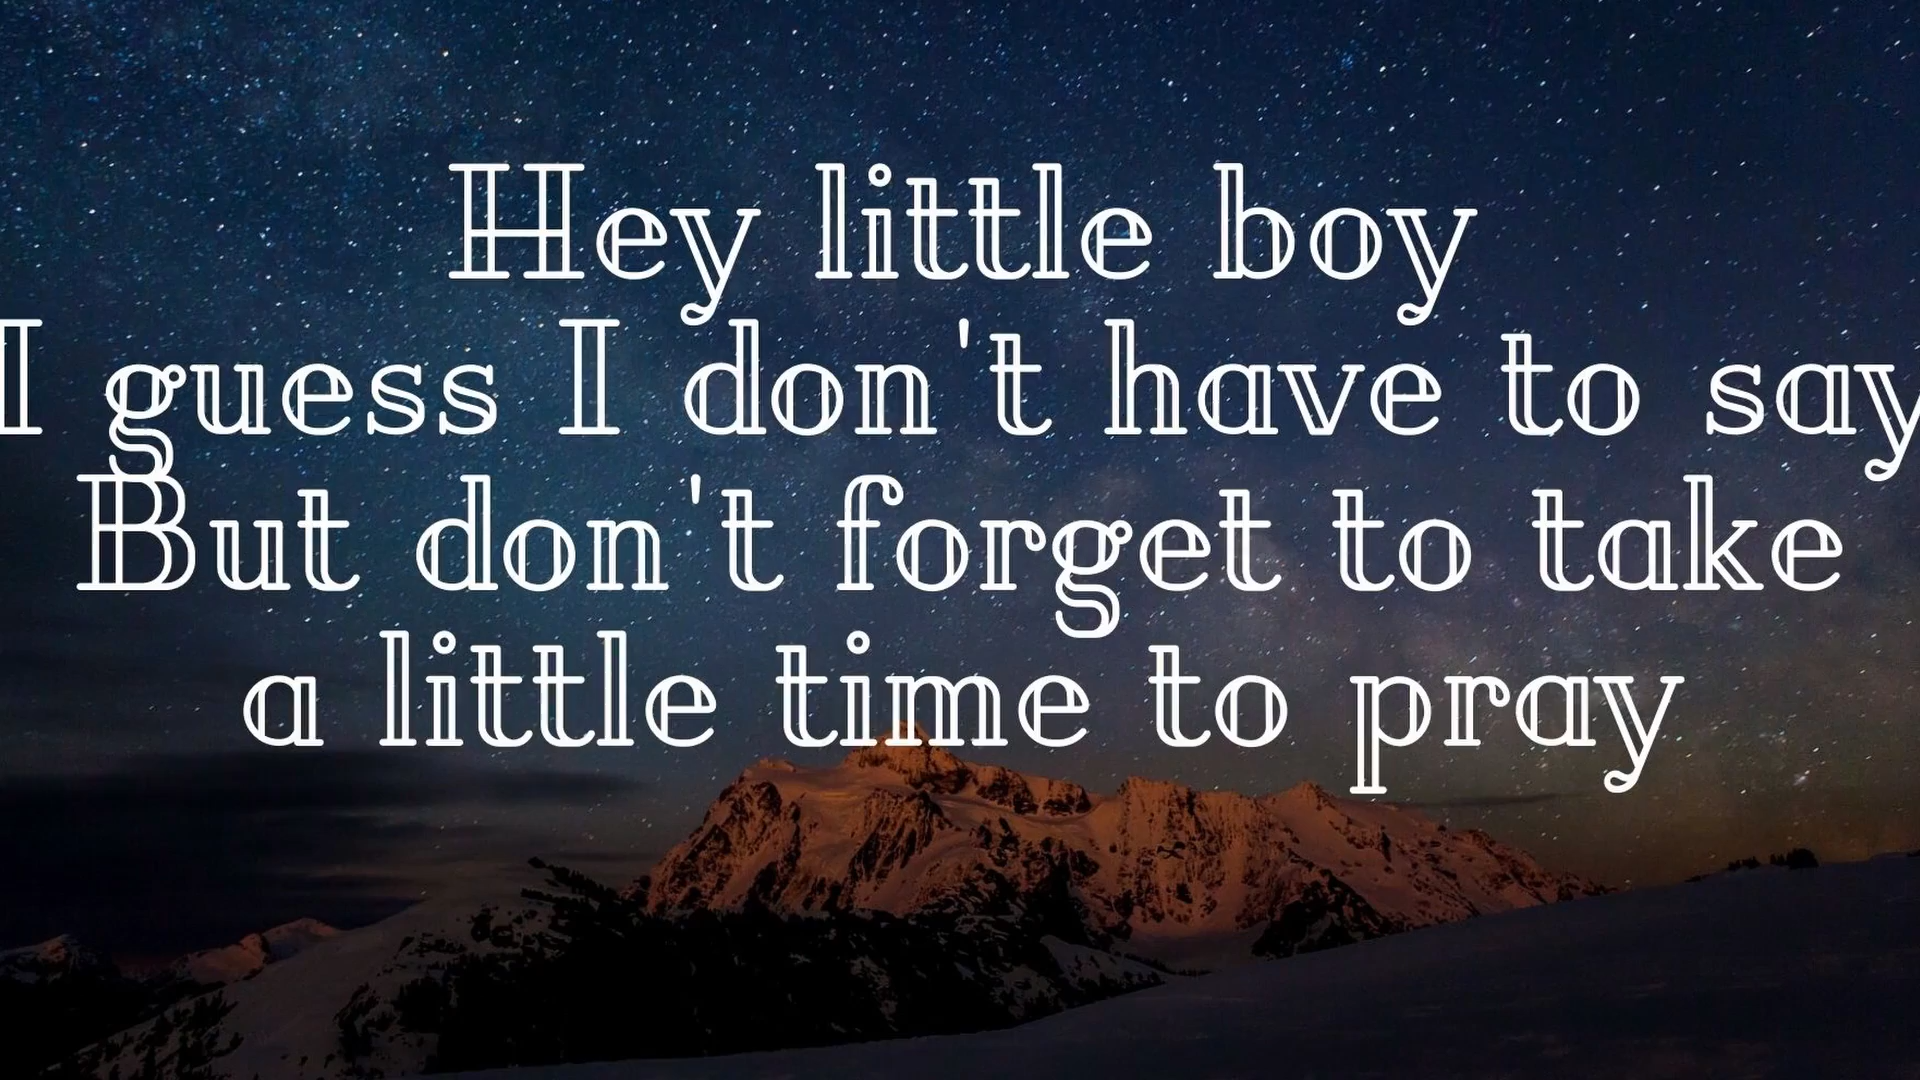 Hey little boy
I guess I don't have to say
But don't forget to take
a little time to pray